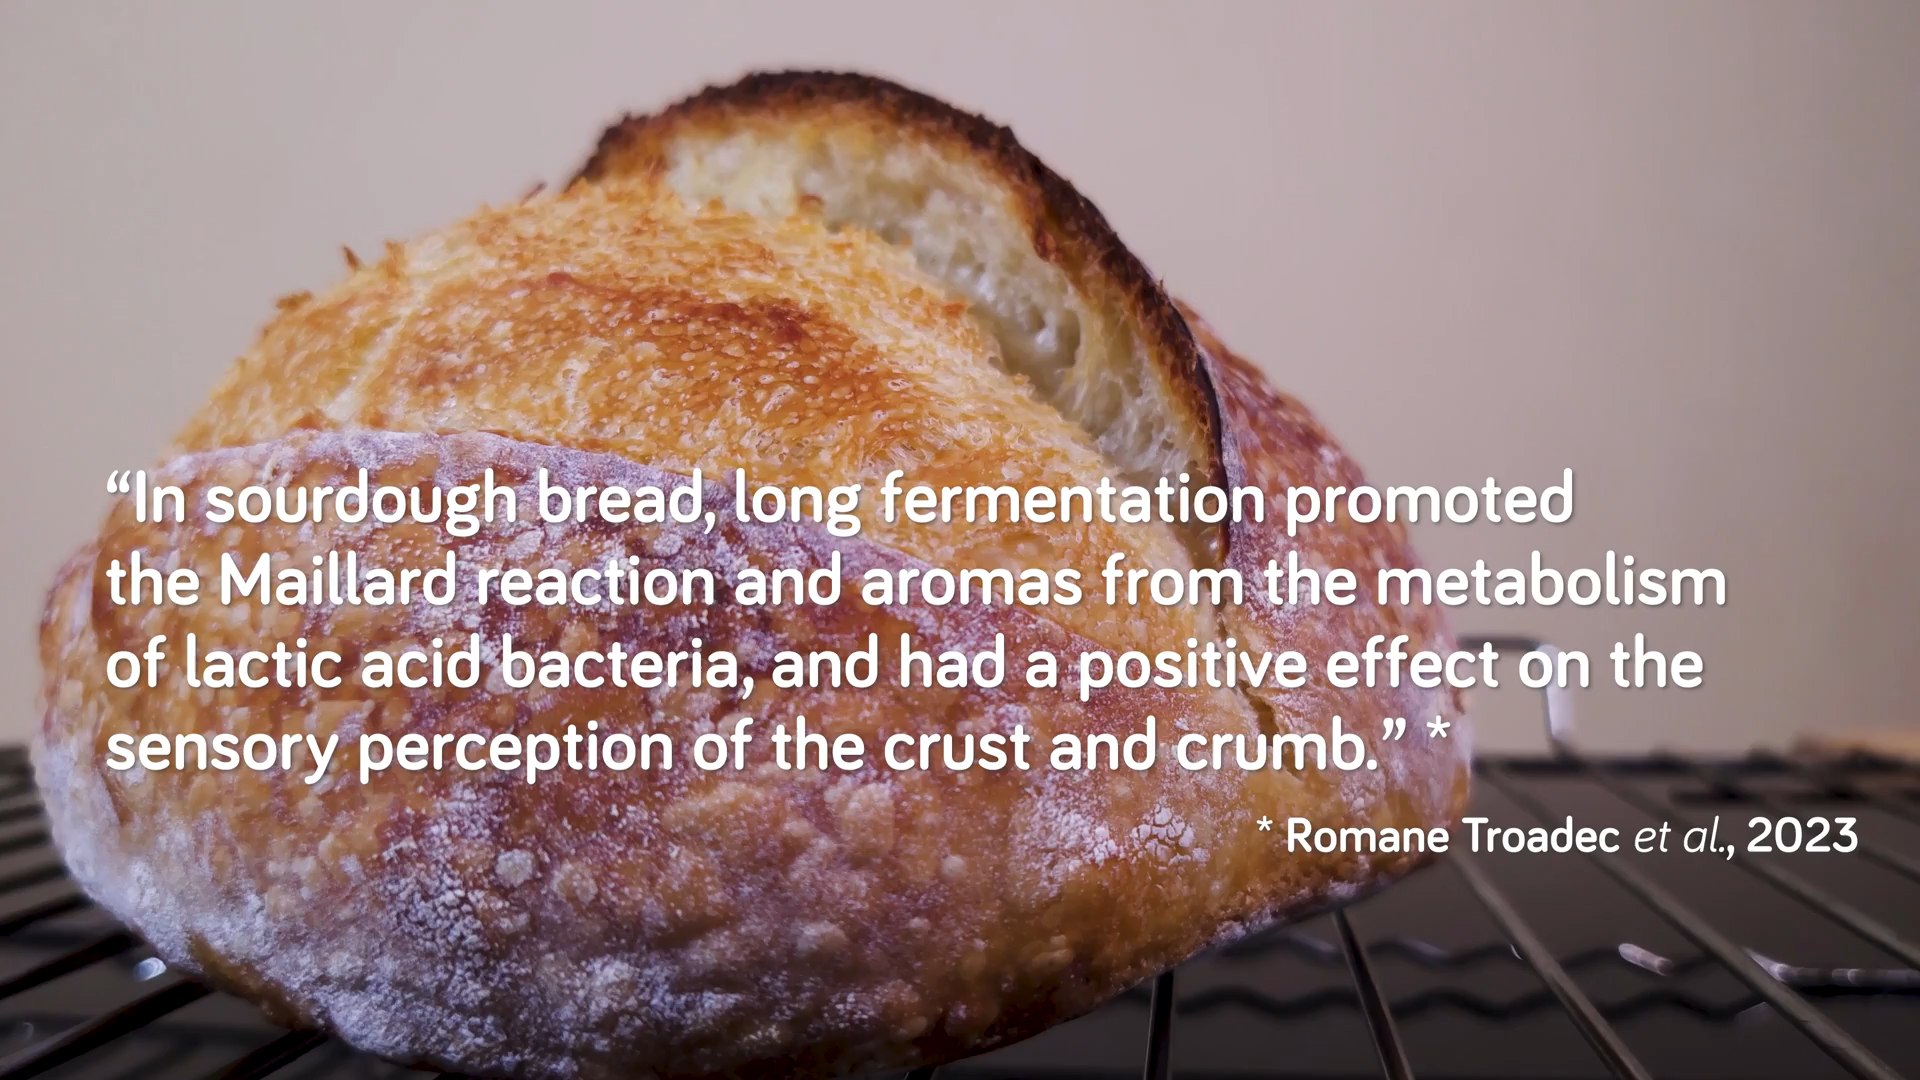 “In sourdough bread, long fermentation promoted
the Maillard reaction and aromas from the metabolism
of lactic acid bacteria, and had a positive effect on the
sensory perception of the crust and crumb.” *
* Romane Troadec et al., 2023